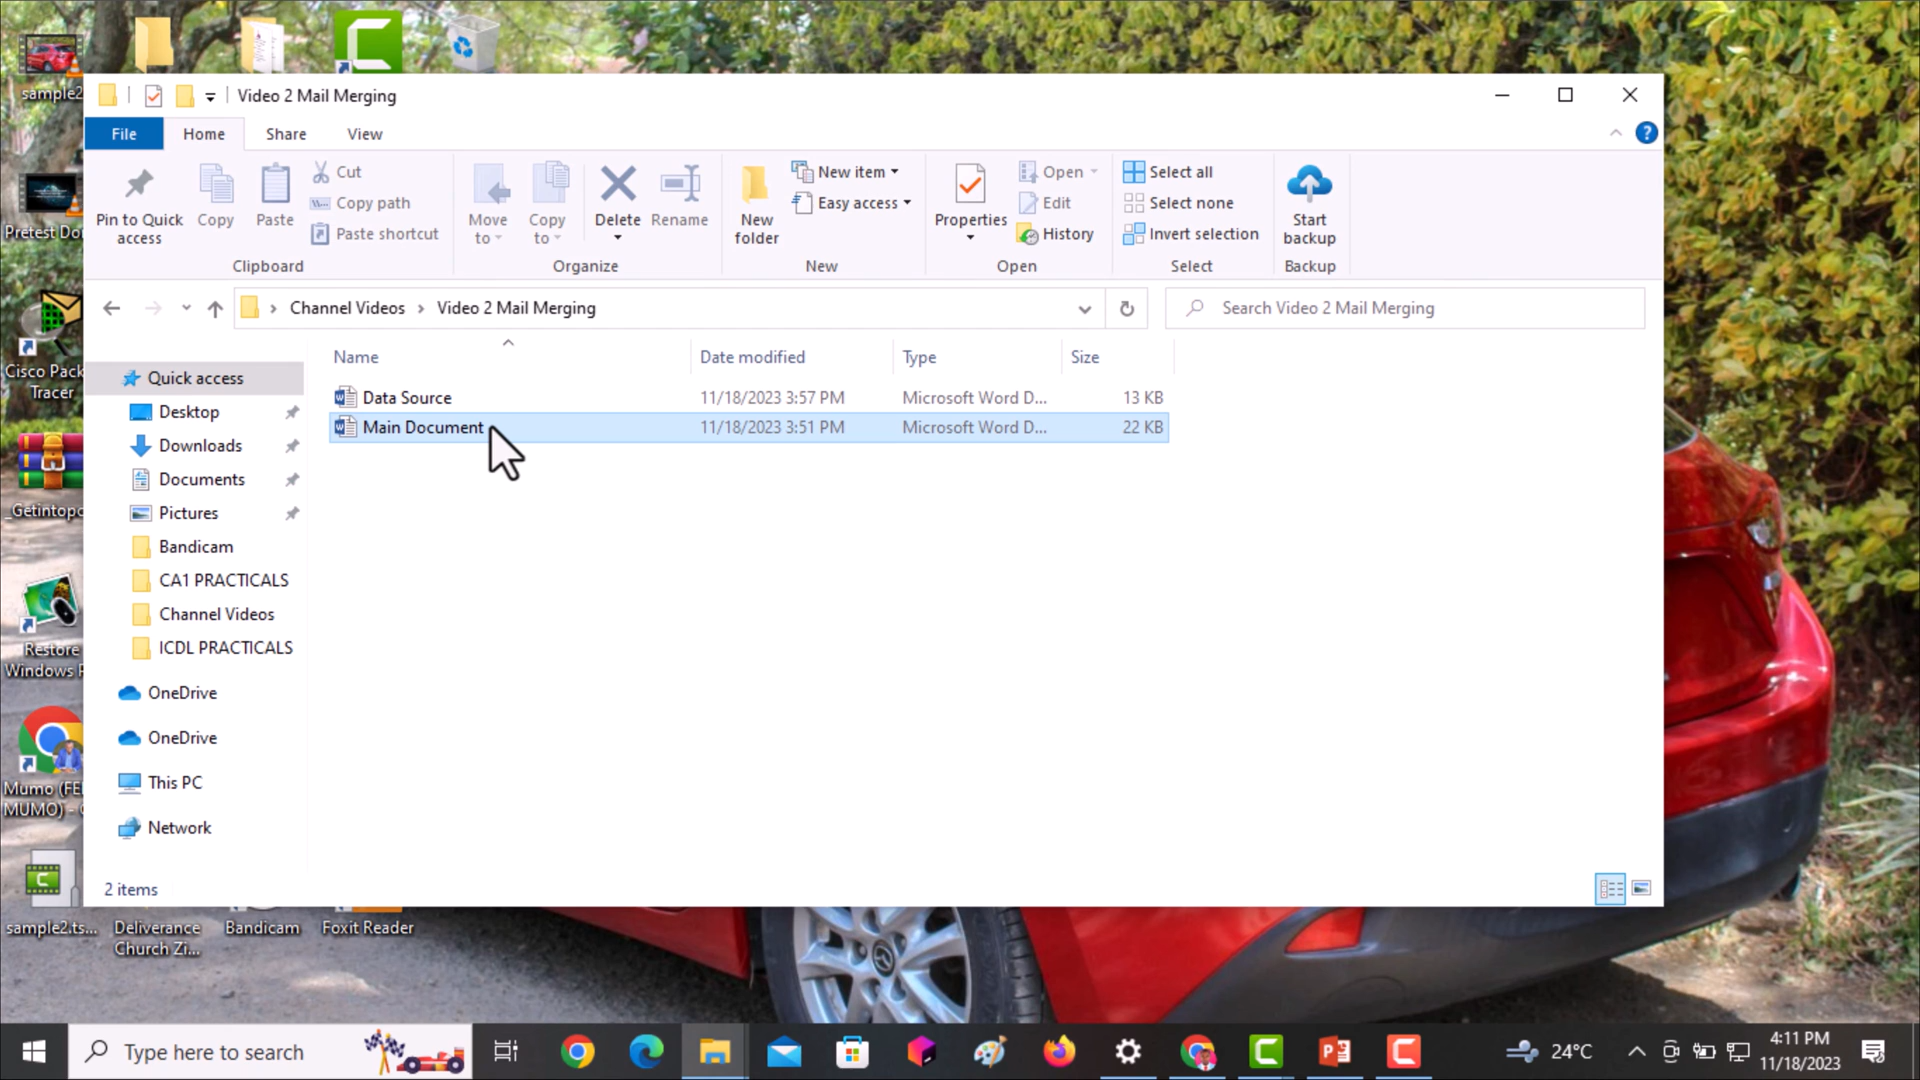 sample2
Video 2 Mail Merging
File Home Share View
Pin to Quick access
Copy
Paste
Cut
Copy path
Paste shortcut
Clipboard
Move to
Copy to
Delete
Rename
Organize
New folder
New item
Easy access
New
Properties
Open
Edit
History
Open
Select all
Select none
Invert selection
Select
Start backup
Backup
Channel Videos > Video 2 Mail Merging
Search Video 2 Mail Merging
Name Date modified Type Size
Data Source 11/18/2023 3:57 PM Microsoft Word D... 13 KB
Main Document 11/18/2023 3:51 PM Microsoft Word D... 22 KB
Quick access
Desktop
Downloads
Documents
Pictures
Bandicam
CA1 PRACTICALS
Channel Videos
ICDL PRACTICALS
OneDrive
OneDrive
This PC
Network
2 items
Pretest Do
Cisco Pack
Tracer
_Getintopc
Restore
Windows P
Mumo (FE
MUMO) - C
sample2.ts...
Deliverance
Church Zi...
Bandicam
Foxit Reader
Type here to search
24°C
4:11 PM
11/18/2023